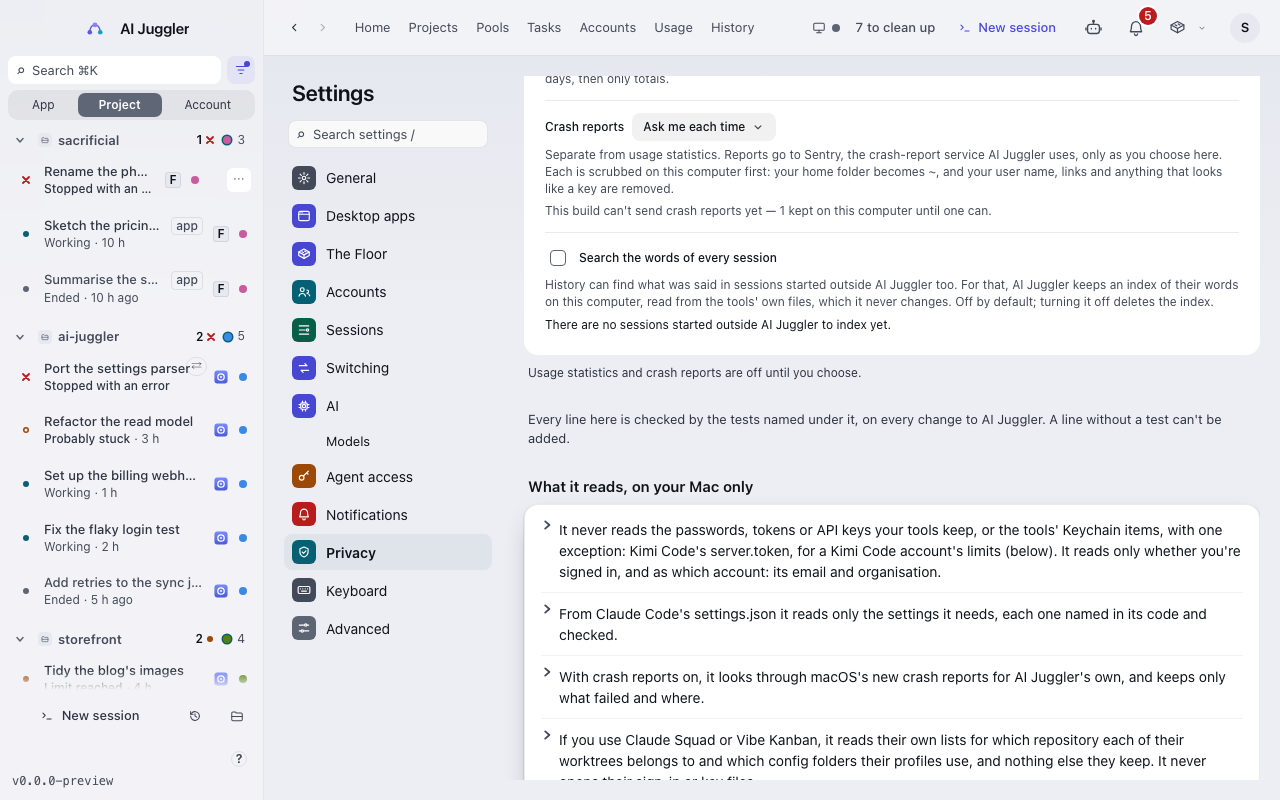 AI Juggler
Search ⌘K
App
Project
Account
sacrificial
1
3
Rename the ph...
Stopped with an ...
F
Sketch the pricin...
app
Working · 10 h
F
Summarise the s...
app
Ended · 10 h ago
F
ai-juggler
2
5
Port the settings parser
Stopped with an error
Refactor the read model
Probably stuck · 3 h
Set up the billing webh...
Working · 1 h
Fix the flaky login test
Working · 2 h
Add retries to the sync j...
Ended · 5 h ago
storefront
2
4
Tidy the blog's images
Limit reached · 4 h
New session
?
v0.0.0-preview
Home
Projects
Pools
Tasks
Accounts
Usage
History
7 to clean up
New session
5
S
Settings
Search settings /
General
Desktop apps
The Floor
Accounts
Sessions
Switching
AI
Models
Agent access
Notifications
Privacy
Keyboard
Advanced
days, then only totals.
Crash reports
Ask me each time
Separate from usage statistics. Reports go to Sentry, the crash-report service AI Juggler uses, only as you choose here.
Each is scrubbed on this computer first: your home folder becomes ~, and your user name, links and anything that looks
like a key are removed.
This build can't send crash reports yet — 1 kept on this computer until one can.
Search the words of every session
History can find what was said in sessions started outside AI Juggler too. For that, AI Juggler keeps an index of their words
on this computer, read from the tools' own files, which it never changes. Off by default; turning it off deletes the index.
There are no sessions started outside AI Juggler to index yet.
Usage statistics and crash reports are off until you choose.
Every line here is checked by the tests named under it, on every change to AI Juggler. A line without a test can't be
added.
What it reads, on your Mac only
It never reads the passwords, tokens or API keys your tools keep, or the tools' Keychain items, with one
exception: Kimi Code's server.token, for a Kimi Code account's limits (below). It reads only whether you're
signed in, and as which account: its email and organisation.
From Claude Code's settings.json it reads only the settings it needs, each one named in its code and
checked.
With crash reports on, it looks through macOS's new crash reports for AI Juggler's own, and keeps only
what failed and where.
If you use Claude Squad or Vibe Kanban, it reads their own lists for which repository each of their
worktrees belongs to and which config folders their profiles use, and nothing else they keep. It never
opens their sign-in or key files.